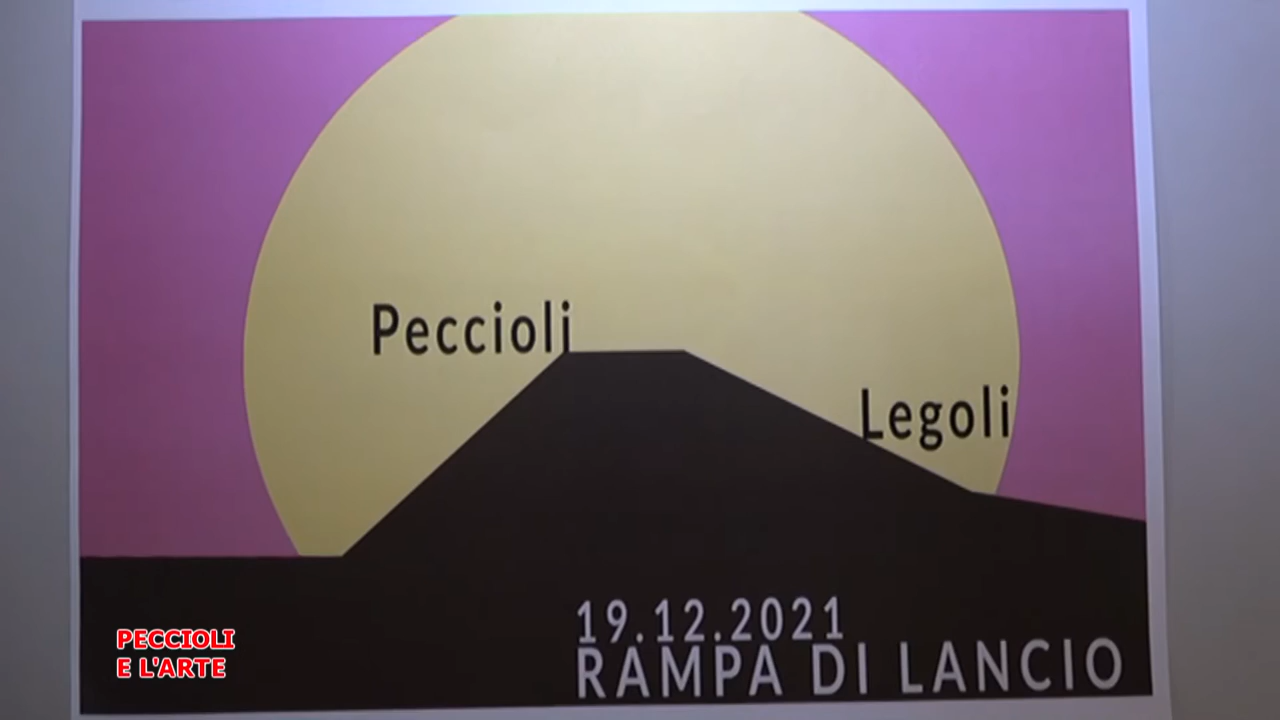 Peccioli
Legoli
19.12.2021
RAMPA DI LANCIO
PECCIOLI
E L'ARTE